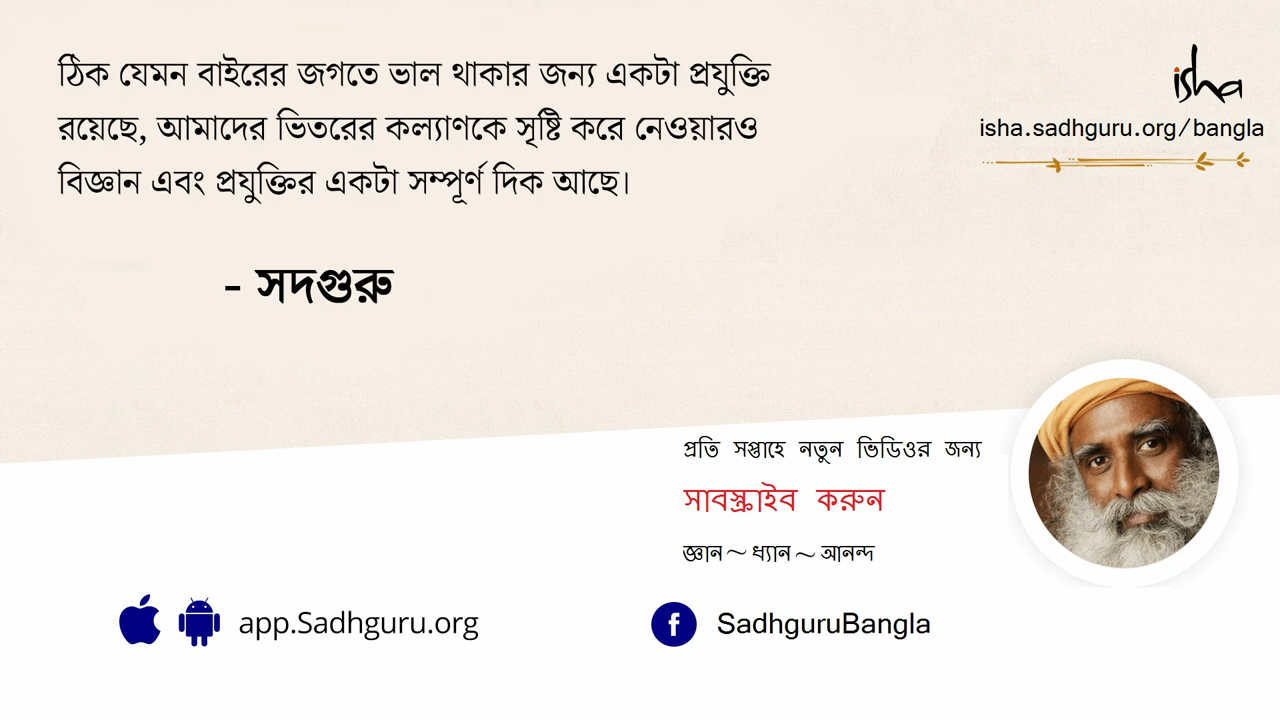 ঠিক যেমন বাইরের জগতে ভাল থাকার জন্য একটা প্রযুক্তি
রয়েছে, আমাদের ভিতরের কল্যাণকে সৃষ্টি করে নেওয়ারও
বিজ্ঞান এবং প্রযুক্তির একটা সম্পূর্ণ দিক আছে।
- সদগুরু
isha
isha.sadhguru.org/bangla
প্রতি সপ্তাহে নতুন ভিডিওর জন্য
সাবস্ক্রাইব করুন
জ্ঞান ~ ধ্যান ~ আনন্দ
app.Sadhguru.org
f SadhguruBangla